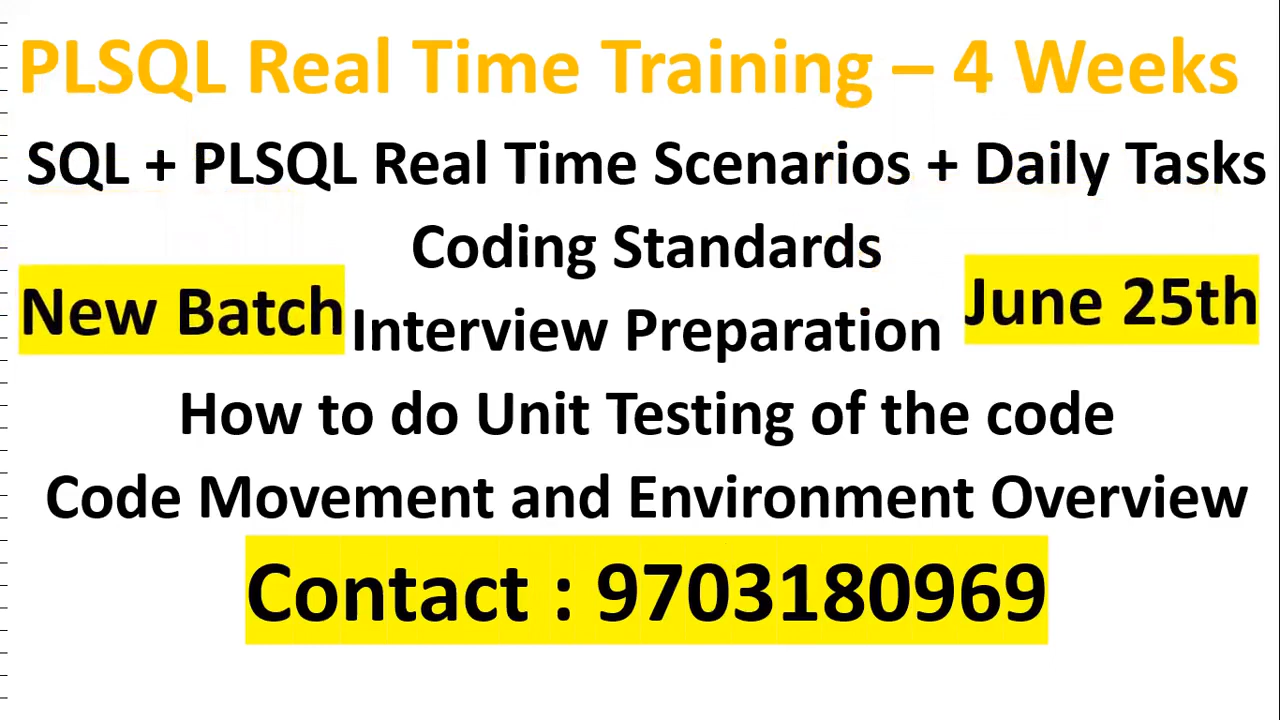 PLSQL Real Time Training – 4 Weeks
SQL + PLSQL Real Time Scenarios + Daily Tasks
Coding Standards
New Batch
Interview Preparation
June 25th
How to do Unit Testing of the code
Code Movement and Environment Overview
Contact : 9703180969